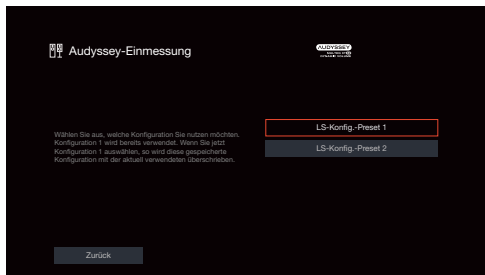 Audyssey-Einmessung
AUDYSSEY
DYNAMIC VOLUME
LS-Konfig.-Preset 1
Wählen Sie aus, welche Konfiguration Sie nutzen möchten.
Konfiguration 1 wird bereits verwendet. Wenn Sie jetzt
Konfiguration 1 auswählen, so wird diese gespeicherte
Konfiguration mit der aktuell verwendeten überschrieben.
LS-Konfig.-Preset 2
Zurück